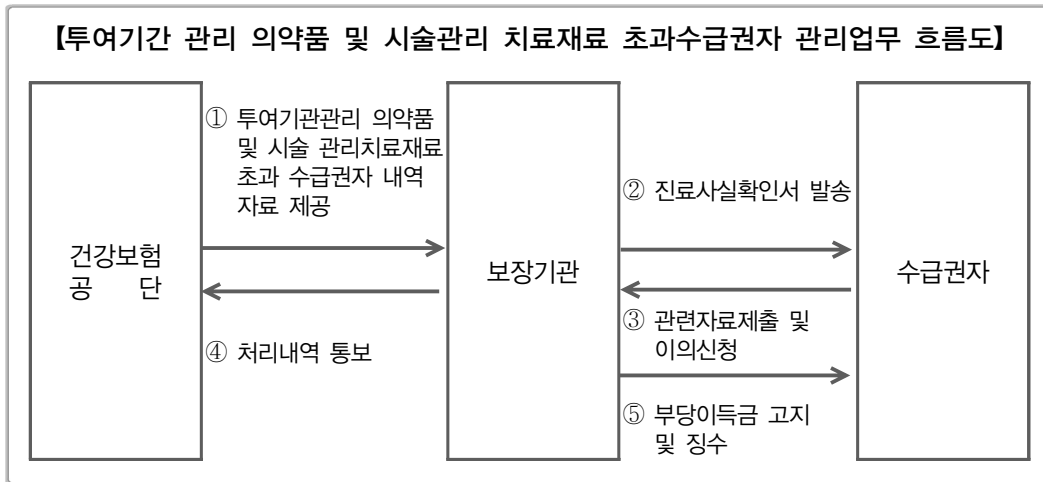 【투여기간 관리 의약품 및 시술관리 치료재료 초과수급권자 관리업무 흐름도】
① 투여기관관리 의약품
및 시술 관리치료재료
초과 수급권자 내역
자료 제공
② 진료사실확인서 발송
건강보험
공 단
보장기관
수급권자
③ 관련자료제출 및
이의신청
④ 처리내역 통보
⑤ 부당이득금 고지
및 징수